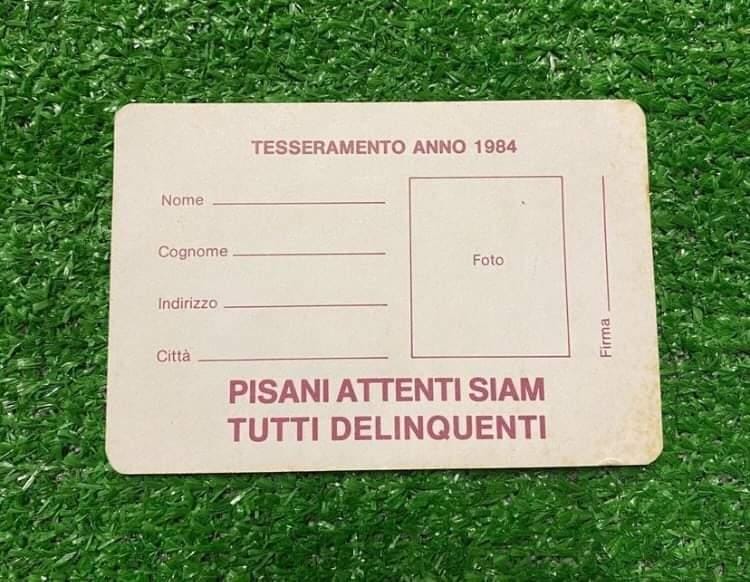 TESSERAMENTO ANNO 1984
Nome
Cognome
Indirizzo
Città
Foto
Firma
PISANI ATTENTI SIAM
TUTTI DELINQUENTI